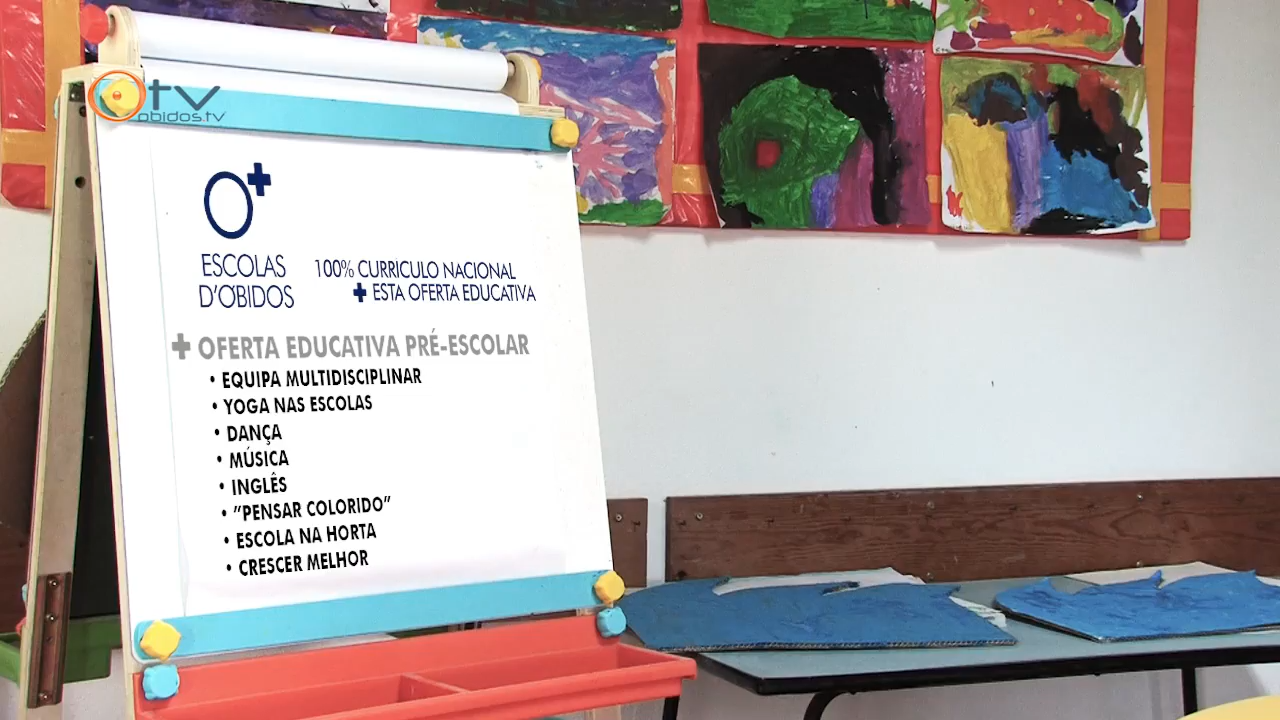 tv
obidos.tv
ESCOLAS
D'ÓBIDOS
100% CURRICULO NACIONAL
+ ESTA OFERTA EDUCATIVA
+ OFERTA EDUCATIVA PRÉ-ESCOLAR
• EQUIPA MULTIDISCIPLINAR
• YOGA NAS ESCOLAS
• DANÇA
• MÚSICA
• INGLÊS
• "PENSAR COLORIDO"
• ESCOLA NA HORTA
• CRESCER MELHOR